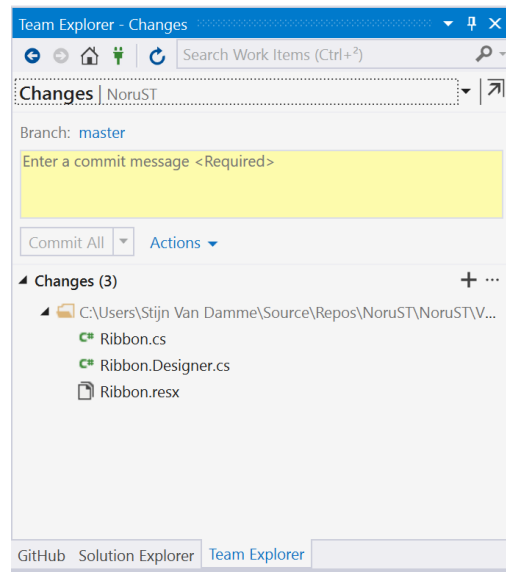 Team Explorer - Changes
Search Work Items (Ctrl+²)
Changes | NoruST
Branch: master
Enter a commit message <Required>
Commit All Actions
Changes (3)
C:\Users\Stijn Van Damme\Source\Repos\NoruST\NoruST\V...
C# Ribbon.cs
C# Ribbon.Designer.cs
Ribbon.resx
GitHub Solution Explorer Team Explorer